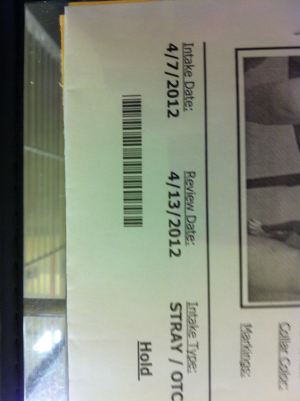 Collar Color:
Markings:
Intake Date: Review Date: Intake Type:
4/7/2012 4/13/2012 STRAY / OTC
Hold